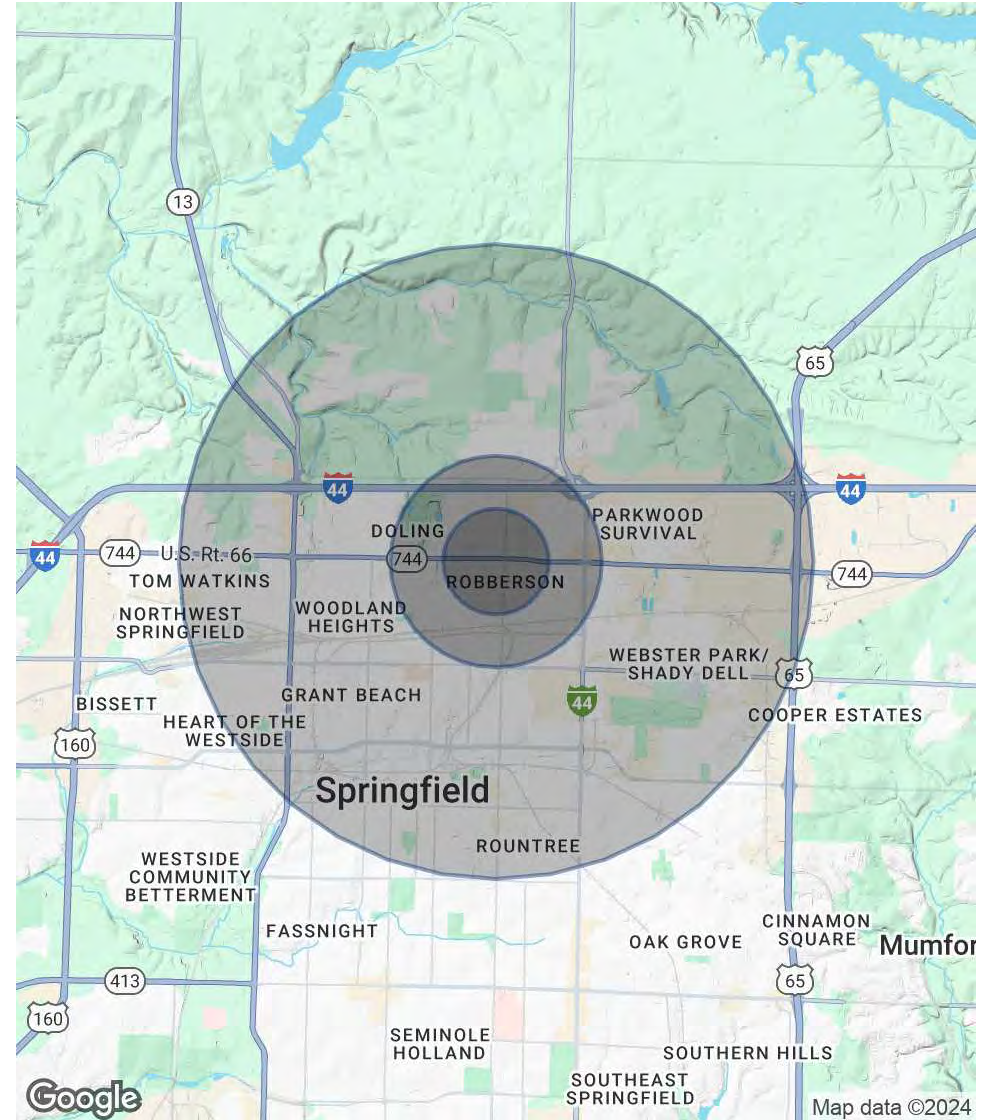 13
65
44
44
DOLING
PARKWOOD
SURVIVAL
44
744
U.S. Rt. 66
744
744
TOM WATKINS
ROBBERSON
NORTHWEST
SPRINGFIELD
WOODLAND
HEIGHTS
WEBSTER PARK/
SHADY DELL
65
BISSETT
GRANT BEACH
44
HEART OF THE
WESTSIDE
COOPER ESTATES
160
Springfield
ROUNTREE
WESTSIDE
COMMUNITY
BETTERMENT
FASSNIGHT
OAK GROVE
CINNAMON
SQUARE
Mumfor
413
65
160
SEMINOLE
HOLLAND
SOUTHERN HILLS
SOUTHEAST
SPRINGFIELD
Google
Map data ©2024